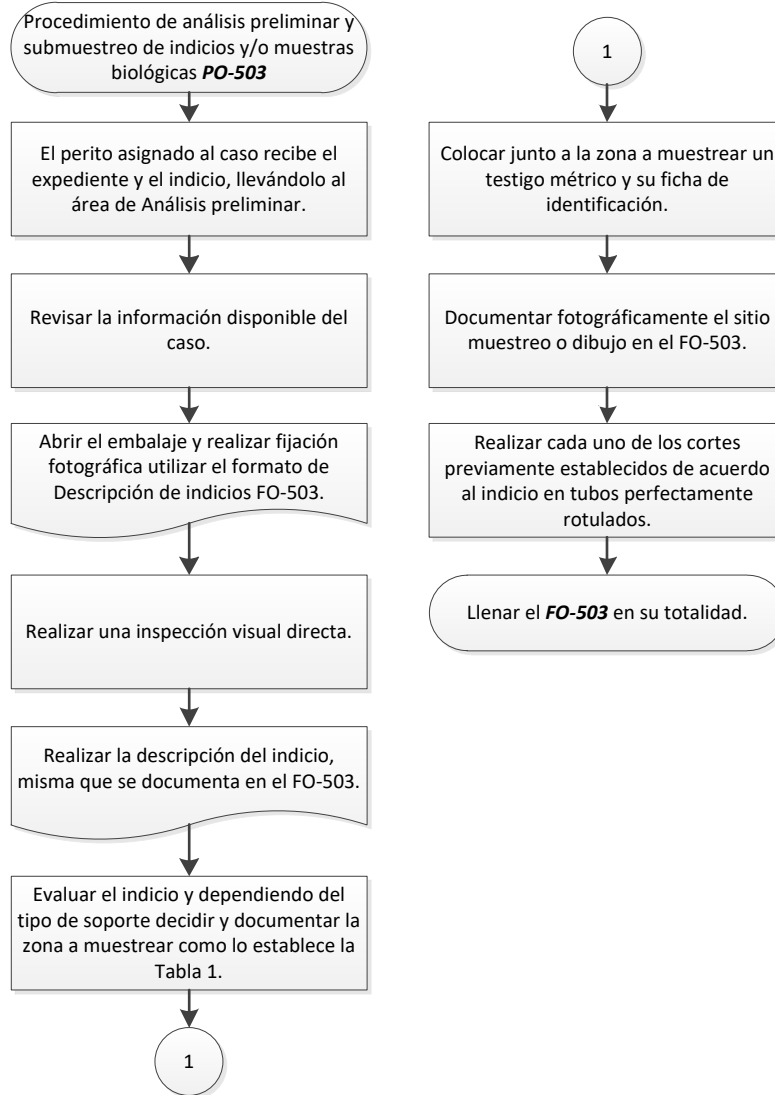 Procedimiento de análisis preliminar y
submuestreo de indicios y/o muestras
biológicas PO-503
El perito asignado al caso recibe el
expediente y el indicio, llevándolo al
área de Análisis preliminar.
Revisar la información disponible del
caso.
Abrir el embalaje y realizar fijación
fotográfica utilizar el formato de
Descripción de indicios FO-503.
Realizar una inspección visual directa.
Realizar la descripción del indicio,
misma que se documenta en el FO-503.
Evaluar el indicio y dependiendo del
tipo de soporte decidir y documentar la
zona a muestrear como lo establece la
Tabla 1.
1
1
Colocar junto a la zona a muestrear un
testigo métrico y su ficha de
identificación.
Documentar fotográficamente el sitio
muestreo o dibujo en el FO-503.
Realizar cada uno de los cortes
previamente establecidos de acuerdo
al indicio en tubos perfectamente
rotulados.
Llenar el FO-503 en su totalidad.